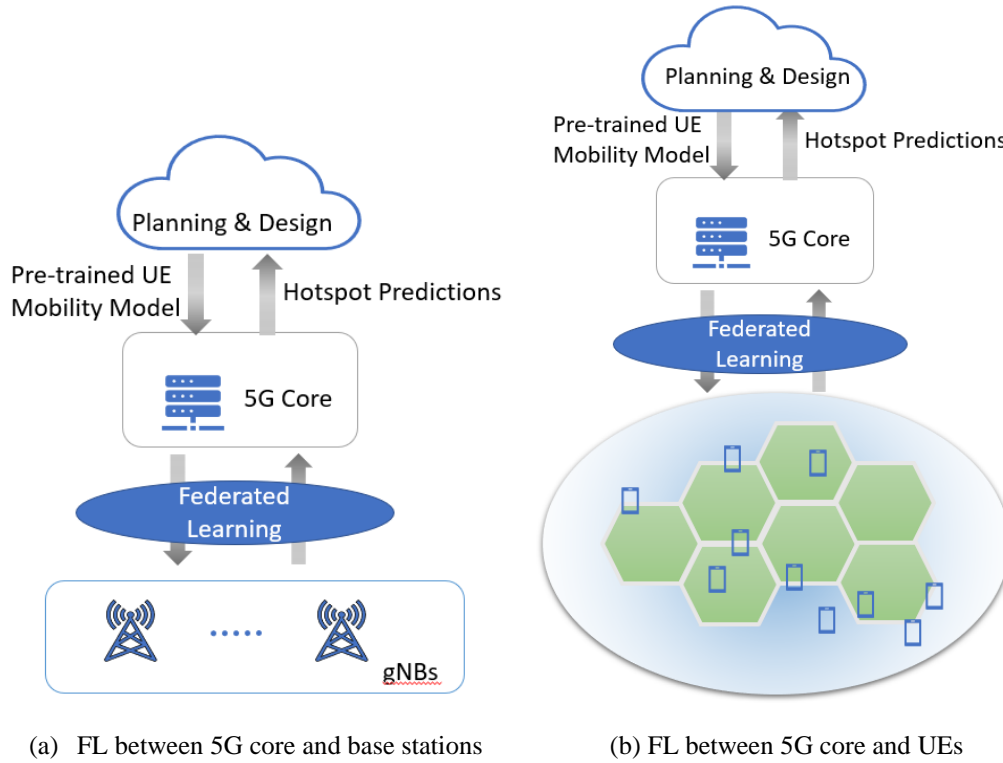 Planning & Design
Pre-trained UE
Mobility Model
Hotspot Predictions
5G Core
Federated
Learning
gNBs
(a) FL between 5G core and base stations
Planning & Design
Pre-trained UE
Mobility Model
Hotspot Predictions
5G Core
Federated
Learning
(b) FL between 5G core and UEs